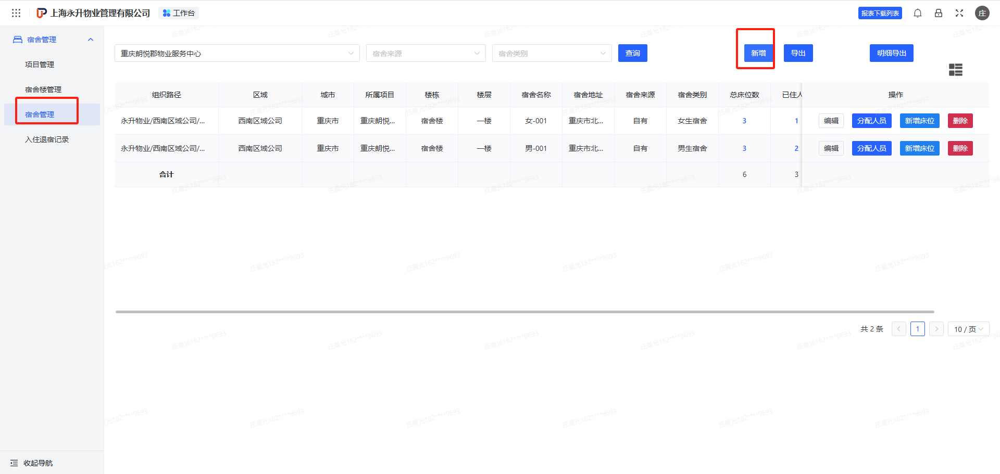 上海永升物业管理有限公司 工作台 报表下载列表 庄
宿舍管理
项目管理
宿舍楼管理
宿舍管理
入住退宿记录
收起导航
重庆朗悦郡物业服务中心 宿舍来源 宿舍类别 查询 新增 导出 明细导出
组织路径 区域 城市 所属项目 楼栋 楼层 宿舍名称 宿舍地址 宿舍来源 宿舍类别 总床位数 已住人 操作
永升物业/西南区域公司/... 西南区域公司 重庆市 重庆朗悦... 宿舍楼 一楼 女-001 重庆市北... 自有 女生宿舍 3 1 编辑 分配人员 新增床位 删除
永升物业/西南区域公司/... 西南区域公司 重庆市 重庆朗悦... 宿舍楼 一楼 男-001 重庆市北... 自有 男生宿舍 3 2 编辑 分配人员 新增床位 删除
合计 6 3
共 2 条 1 10 / 页
庄晨光182****9693